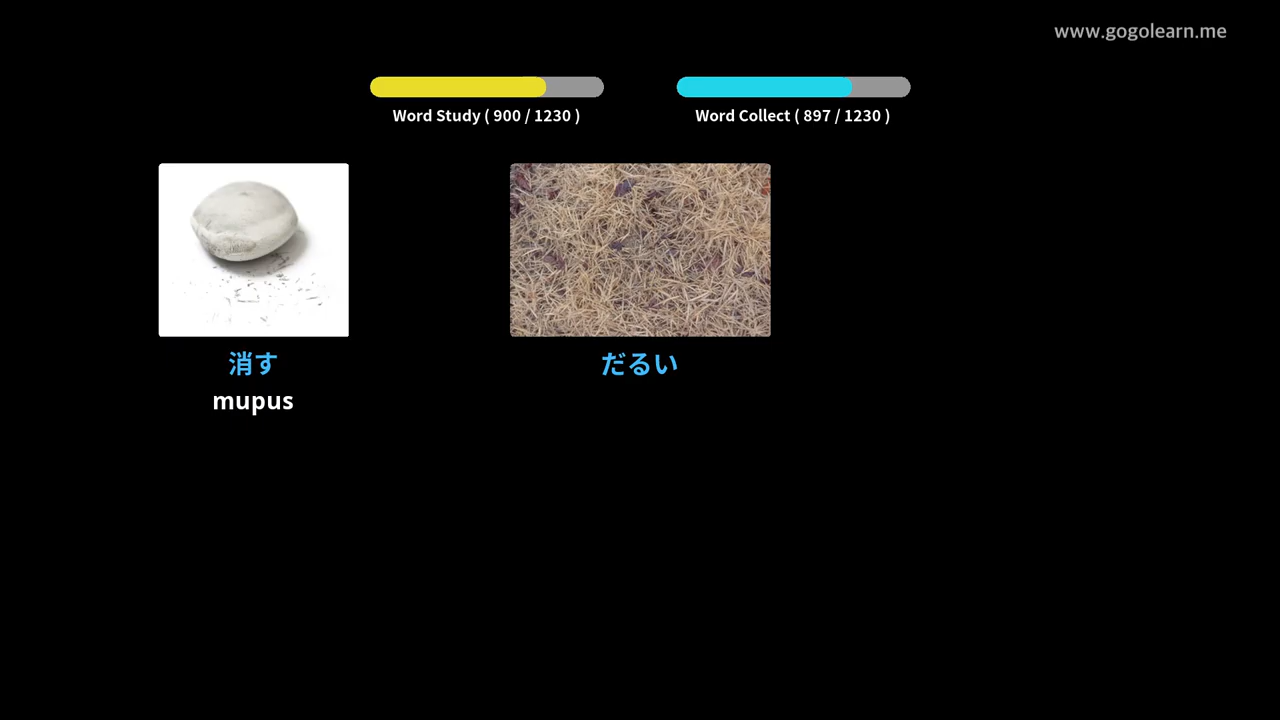 www.gogolearn.me
Word Study ( 900 / 1230 )
Word Collect ( 897 / 1230 )
消す
mupus
だるい